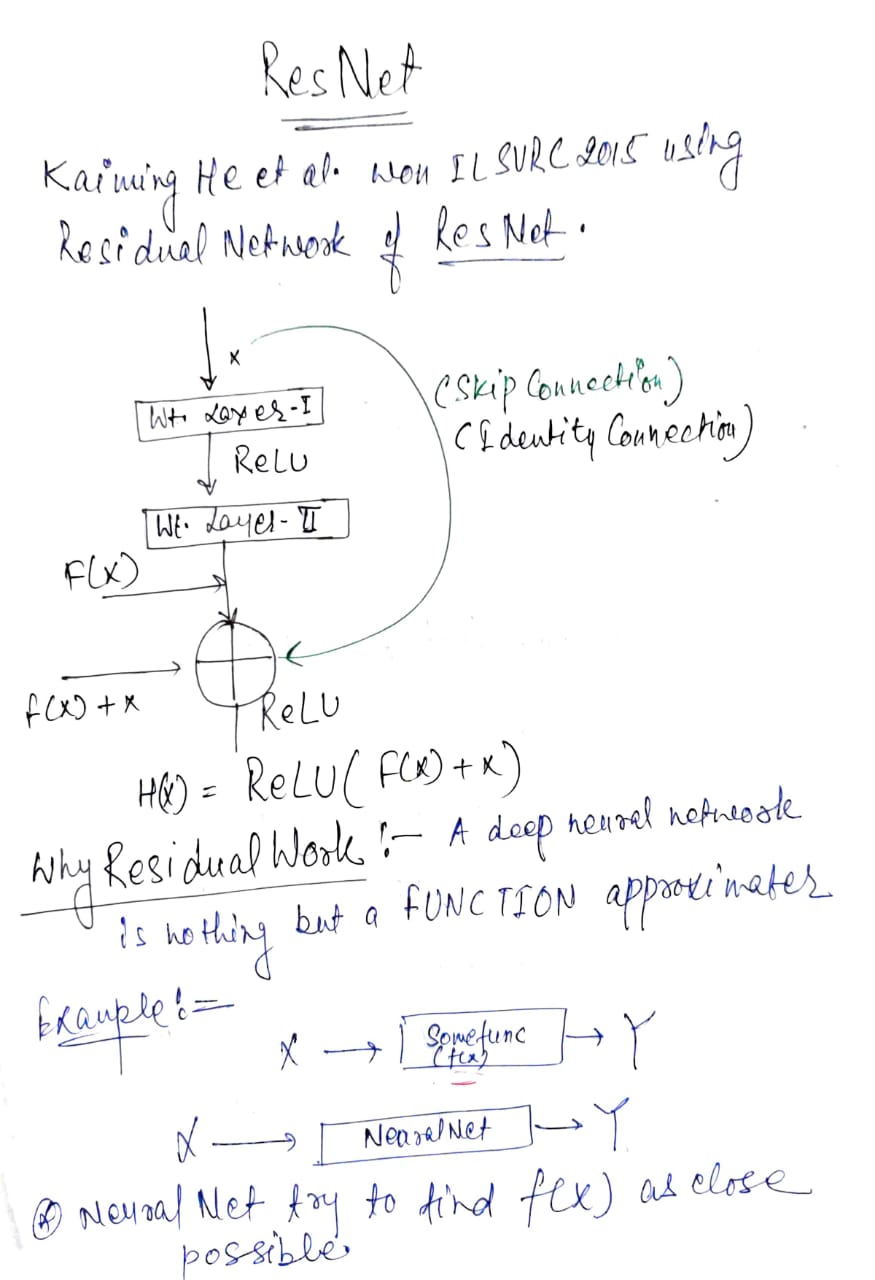 ResNet
Kaiming He et al. won ILSVRC 2015 using
Residual Network of ResNet.
x
(Skip Connection)
(Identity Connection)
Wt. Layer-I
ReLU
Wt. Layer-II
F(x)
f(x) + x
ReLU
H(x) = ReLU( F(x) + x )
Why Residual Work :- A deep neural network
is nothing but a FUNCTION approximater
Example :=
X → Somefunc → Y
(f(x))
X → NeuralNet → Y
Neural Net try to find f(x) as close
possible.